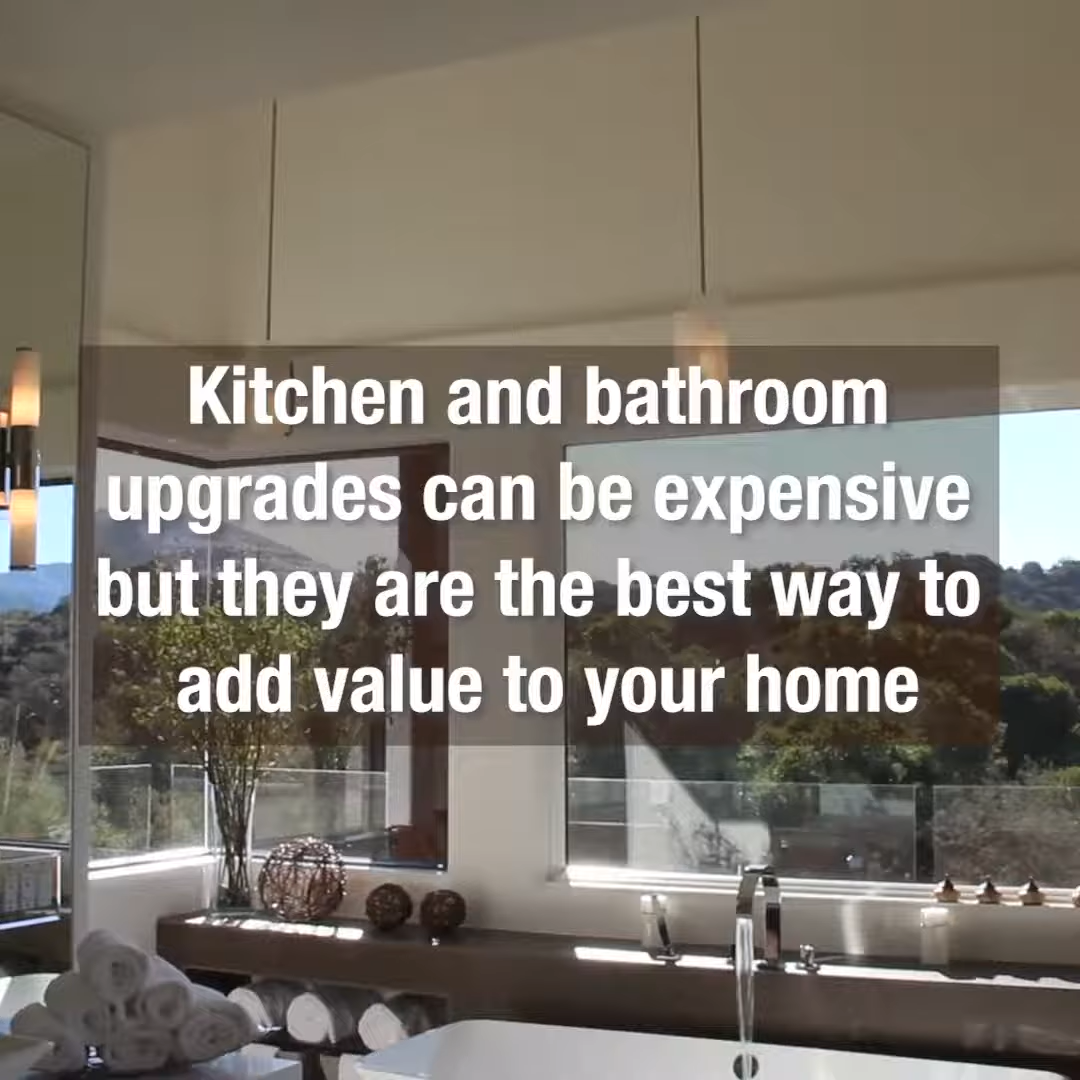 Kitchen and bathroom
upgrades can be expensive
but they are the best way to
add value to your home